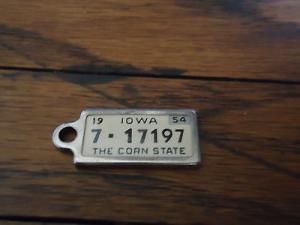 19 IOWA 54
7·17197
THE CORN STATE